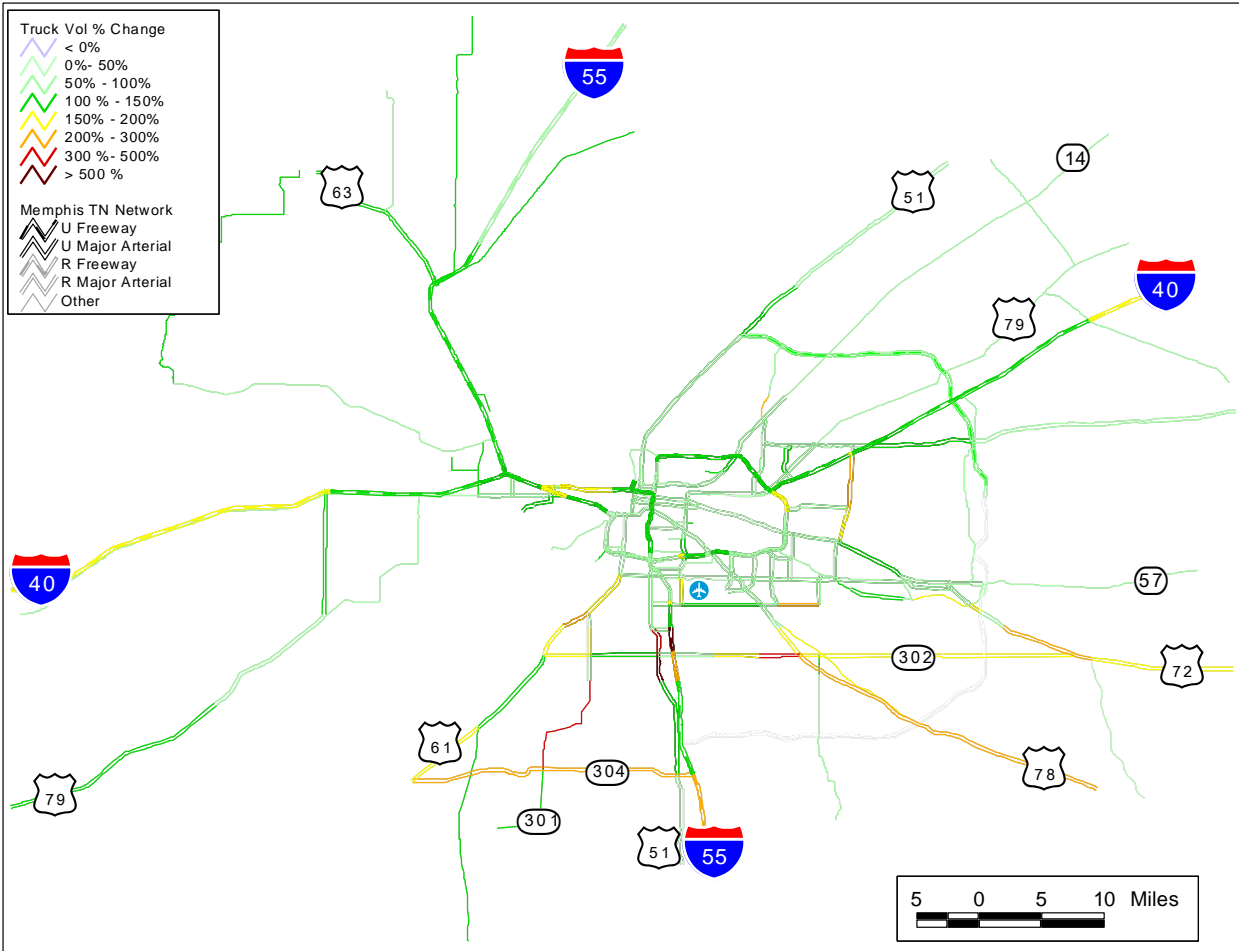 Truck Vol % Change
< 0%
0%- 50%
50% - 100%
100 % - 150%
150% - 200%
200% - 300%
300 %- 500%
> 500 %
Memphis TN Network
U Freeway
U Major Arterial
R Freeway
R Major Arterial
Other
55
63
14
51
40
79
40
57
302
72
61
304
78
79
301
51
55
5 0 5 10 Miles